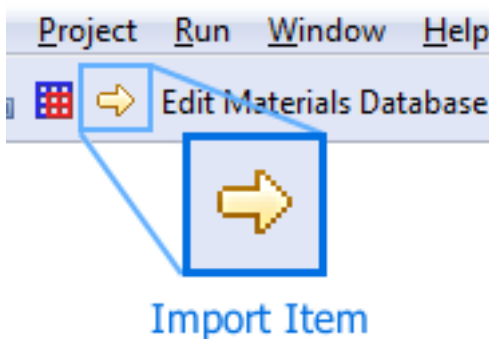 Project Run Window Help
Edit Materials Database
Import Item